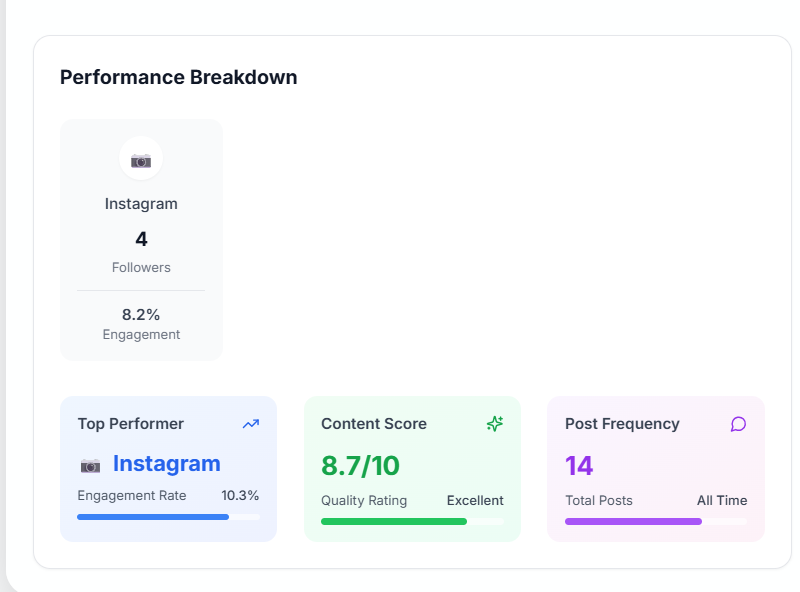 Performance Breakdown
Instagram
4
Followers
8.2%
Engagement
Top Performer
Instagram
Engagement Rate 10.3%
Content Score
8.7/10
Quality Rating Excellent
Post Frequency
14
Total Posts All Time